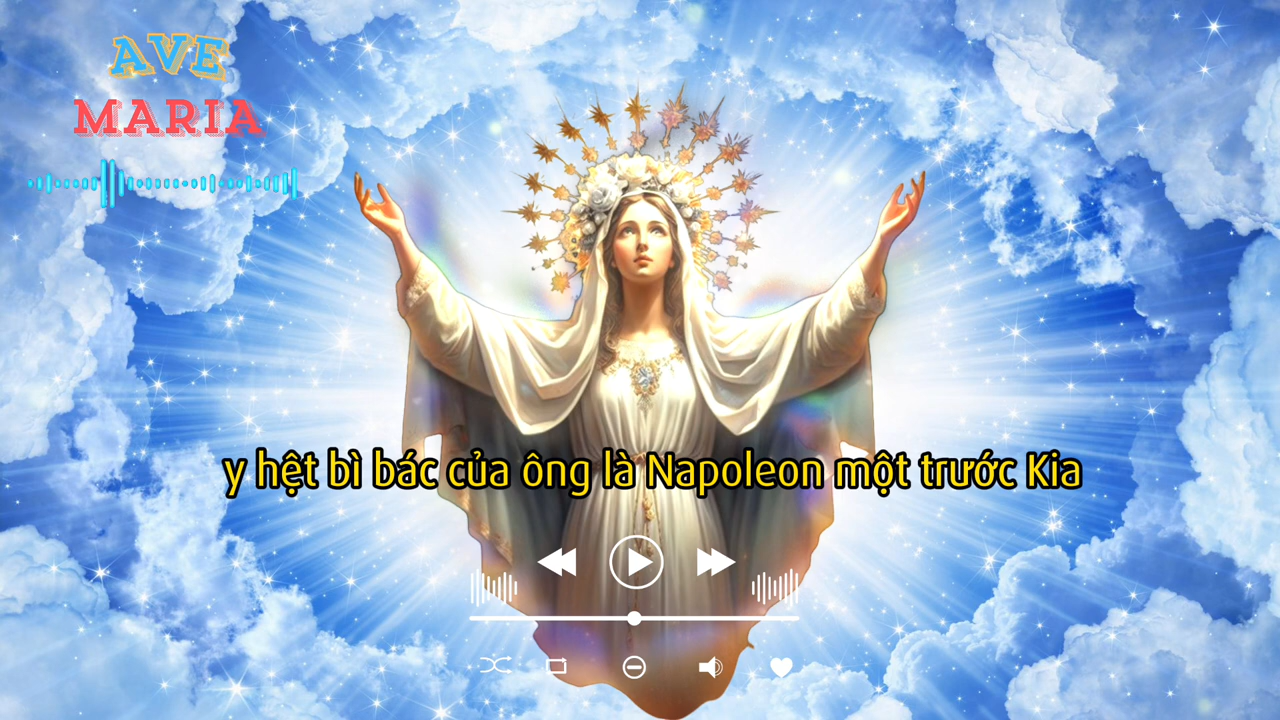 AVE
MARIA
y hệt bì bác của ông là Napoleon một trước Kia